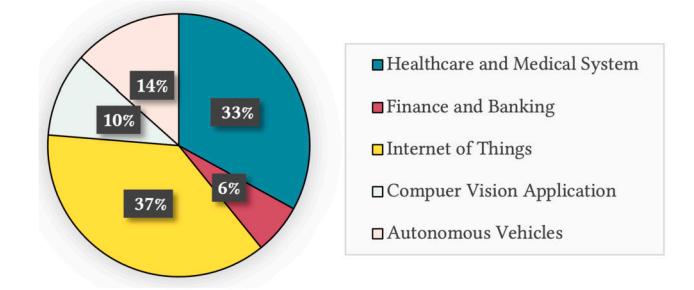 14%
33%
10%
6%
37%
Healthcare and Medical System
Finance and Banking
Internet of Things
Compuer Vision Application
Autonomous Vehicles